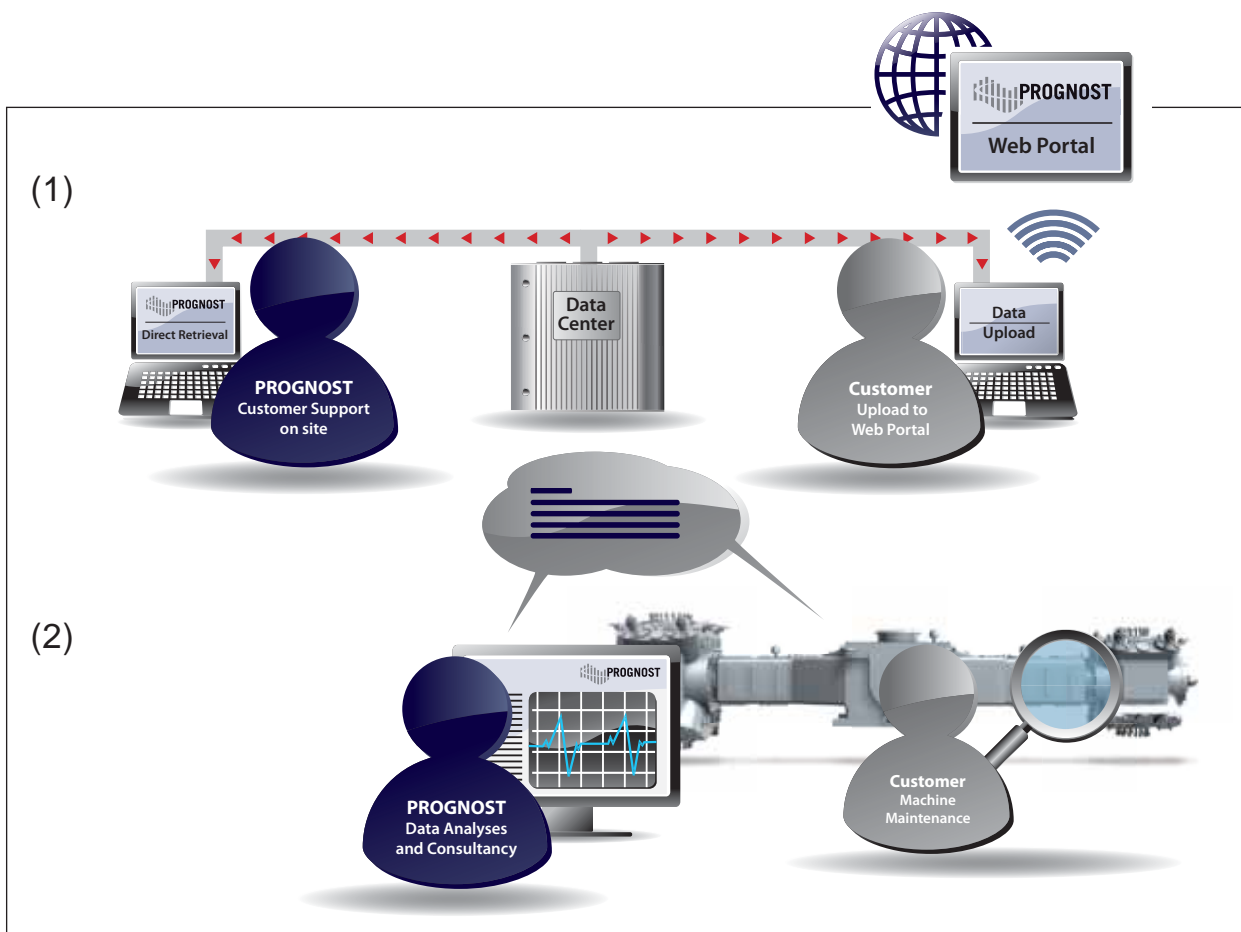 PROGNOST
Web Portal
(1)
PROGNOST
Direct Retrieval
PROGNOST
Customer Support
on site
Data
Center
Customer
Upload to
Web Portal
Data
Upload
(2)
PROGNOST
PROGNOST
Data Analyses
and Consultancy
Customer
Machine
Maintenance